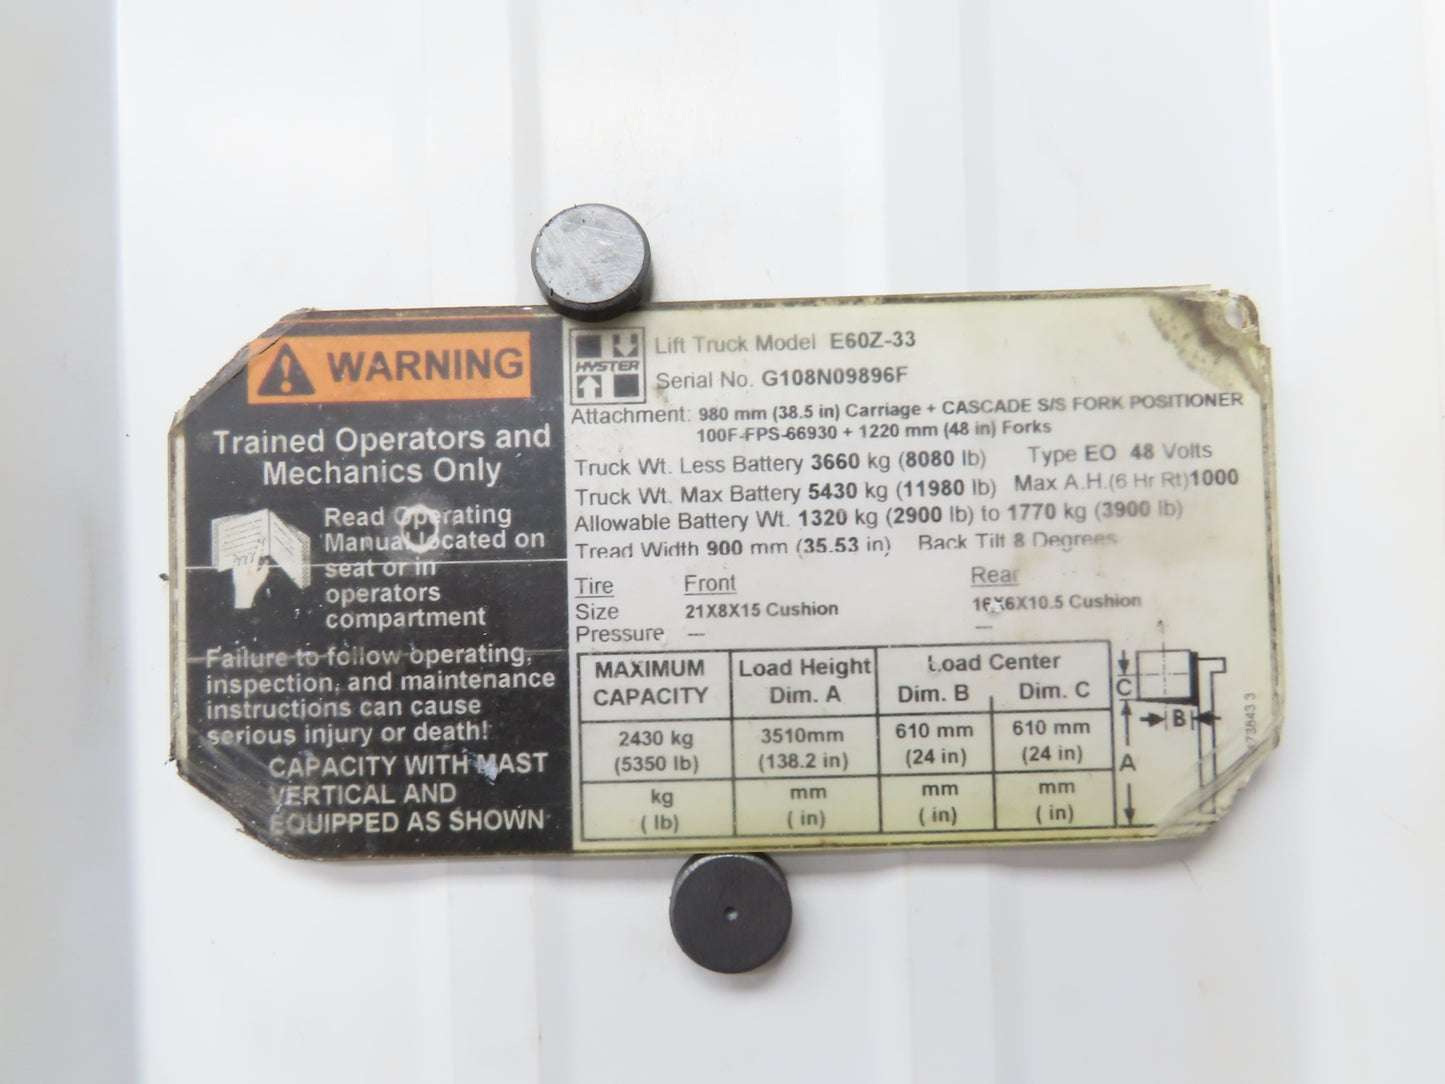 WARNING
Trained Operators and
Mechanics Only
Read Operating
Manual located on
seat or in
operators
compartment
Failure to follow operating,
inspection, and maintenance
instructions can cause
serious injury or death!
CAPACITY WITH MAST
VERTICAL AND
EQUIPPED AS SHOWN
HYSTER
Lift Truck Model E60Z-33
Serial No. G108N09896F
Attachment: 980 mm (38.5 in) Carriage + CASCADE S/S FORK POSITIONER
100F-FPS-66930 + 1220 mm (48 in) Forks
Truck Wt. Less Battery 3660 kg (8080 lb) Type EO 48 Volts
Truck Wt. Max Battery 5430 kg (11980 lb) Max A.H.(6 Hr Rt)1000
Allowable Battery Wt. 1320 kg (2900 lb) to 1770 kg (3900 lb)
Tread Width 900 mm (35.53 in) Back Tilt 8 Degrees
Tire Front Rear
Size 21X8X15 Cushion 16X6X10.5 Cushion
Pressure --- ---
MAXIMUM CAPACITY Load Height Dim. A Load Center Dim. B Dim. C
2430 kg (5350 lb) 3510mm (138.2 in) 610 mm (24 in) 610 mm (24 in)
kg ( lb) mm ( in) mm ( in) mm ( in)
C
B
A